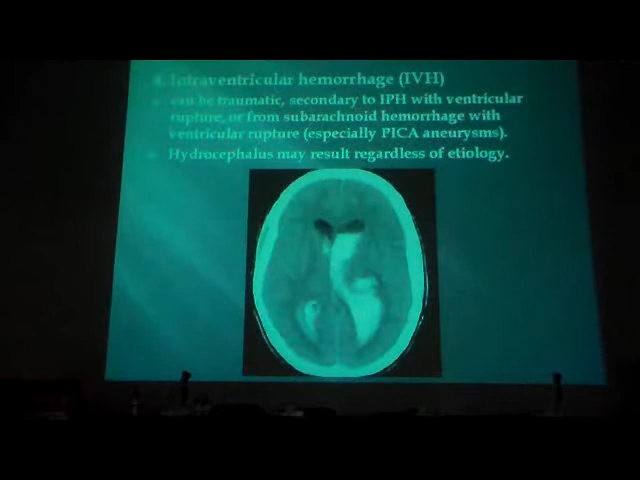 4. Intraventricular hemorrhage (IVH)
can be traumatic, secondary to IPH with ventricular
rupture, or from subarachnoid hemorrhage with
ventricular rupture (especially PICA aneurysms).
Hydrocephalus may result regardless of etiology.